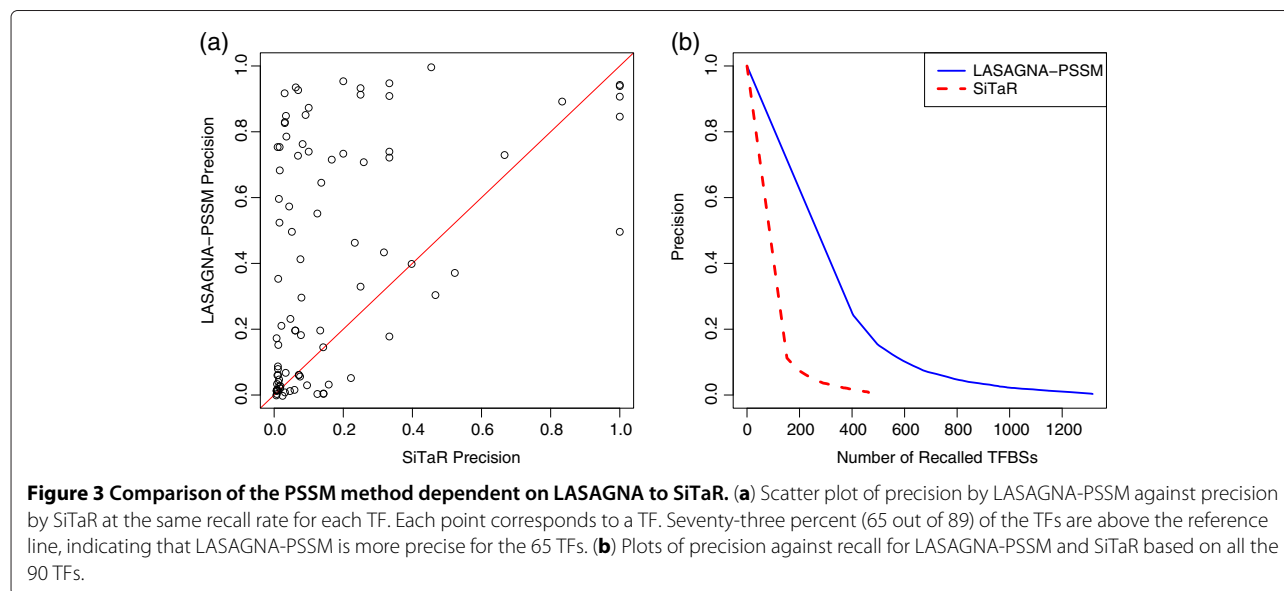 (a)
LASAGNA−PSSM Precision
1.0
0.8
0.6
0.4
0.2
0.0
0.0 0.2 0.4 0.6 0.8 1.0
SiTaR Precision
(b)
LASAGNA−PSSM
SiTaR
Precision
1.0
0.8
0.6
0.4
0.2
0.0
0 200 400 600 800 1000 1200
Number of Recalled TFBSs
Figure 3 Comparison of the PSSM method dependent on LASAGNA to SiTaR. (a) Scatter plot of precision by LASAGNA-PSSM against precision
by SiTaR at the same recall rate for each TF. Each point corresponds to a TF. Seventy-three percent (65 out of 89) of the TFs are above the reference
line, indicating that LASAGNA-PSSM is more precise for the 65 TFs. (b) Plots of precision against recall for LASAGNA-PSSM and SiTaR based on all the
90 TFs.